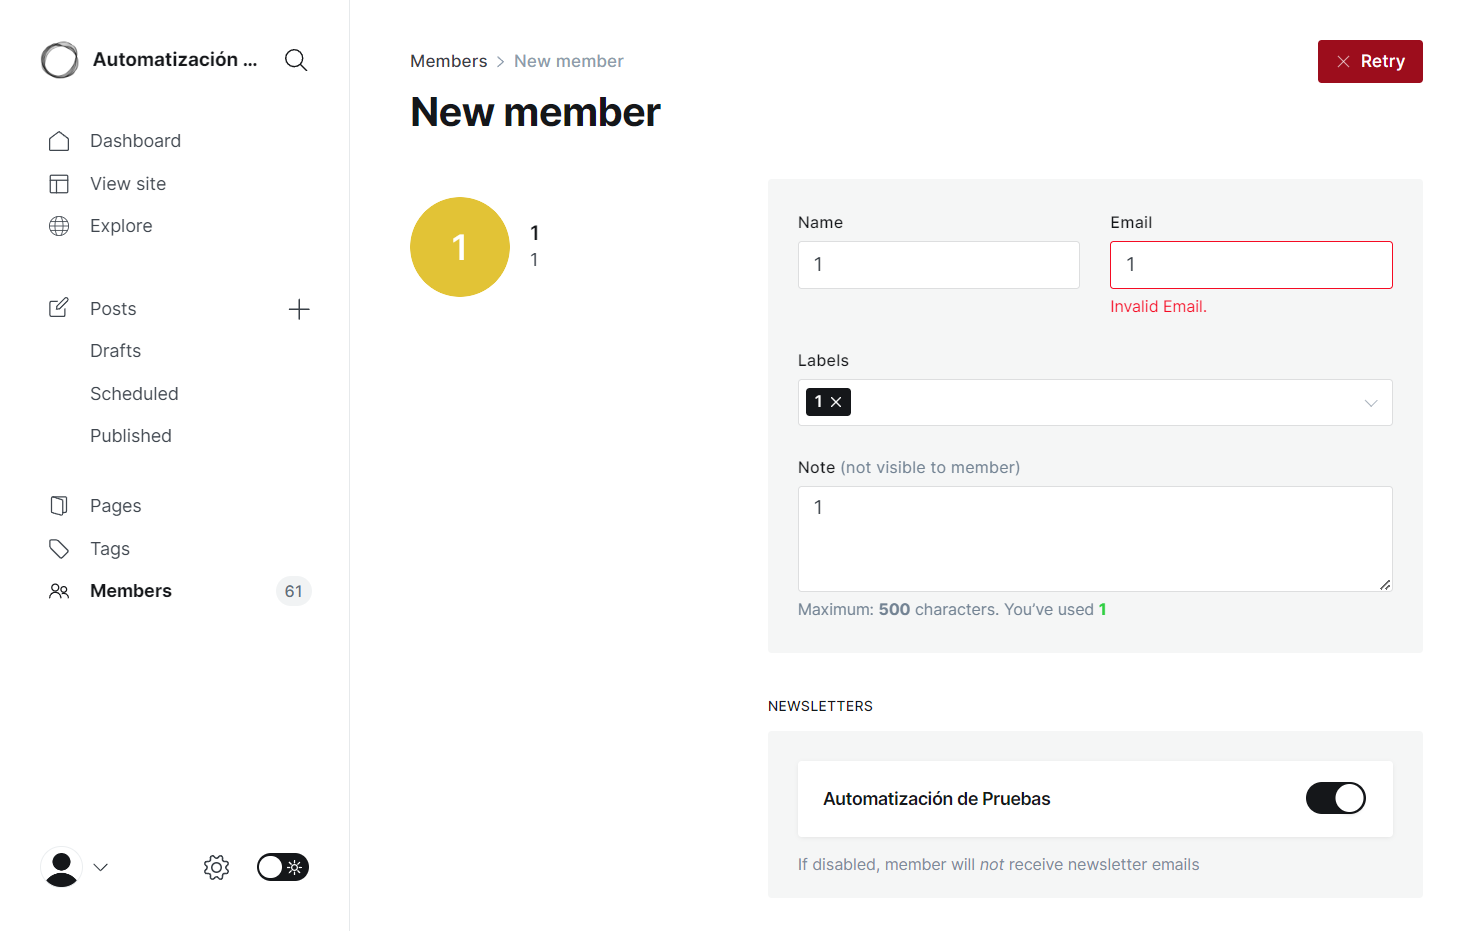 Automatización ...
Dashboard
View site
Explore
Posts
Drafts
Scheduled
Published
Pages
Tags
Members 61
Members > New member
Retry
New member
1
1
1
Name
1
Email
1
Invalid Email.
Labels
1
Note (not visible to member)
1
Maximum: 500 characters. You’ve used 1
NEWSLETTERS
Automatización de Pruebas
If disabled, member will not receive newsletter emails